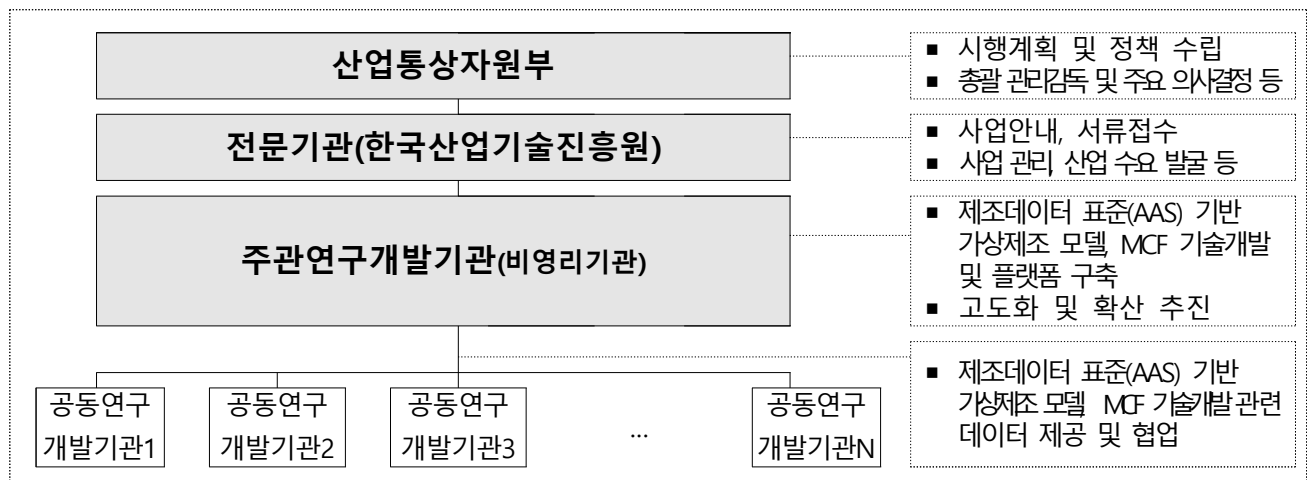 산업통상자원부
■ 시행계획 및 정책 수립
■ 총괄 관리감독 및 주요 의사결정 등
전문기관(한국산업기술진흥원)
■ 사업안내, 서류접수
■ 사업 관리, 산업 수요 발굴 등
주관연구개발기관(비영리기관)
■ 제조데이터 표준(AAS) 기반
가상제조 모델, MCF 기술개발
및 플랫폼 구축
■ 고도화 및 확산 추진
공동연구
개발기관1
공동연구
개발기관2
공동연구
개발기관3
...
공동연구
개발기관N
■ 제조데이터 표준(AAS) 기반
가상제조 모델, MCF 기술개발 관련
데이터 제공 및 협업